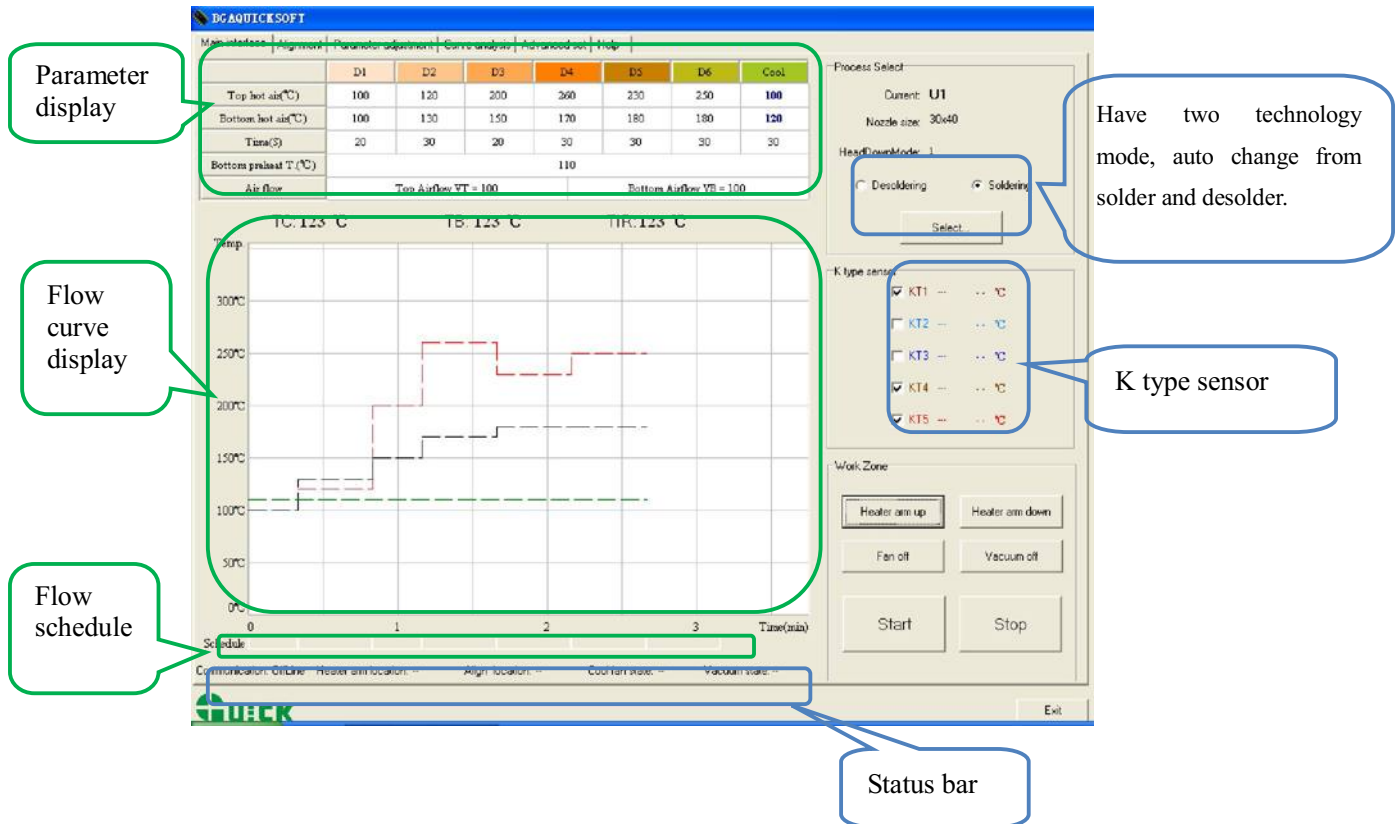 BGAQUICKSOFT
Main interface Alignment Parameter adjustment Curve analysis Advanced set Help
Parameter
display
D1 D2 D3 D4 D5 D6 Cool
Top hot air(℃) 100 120 200 260 230 250 100
Bottom hot air(℃) 100 130 150 170 180 180 120
Time(S) 20 30 20 30 30 30 30
Bottom preheat T.(℃) 110
Air flow Top Airflow VT = 100 Bottom Airflow VB = 100
Process Select
Current: U1
Nozzle size: 30x40
HeadDownMode: 1
Desoldering Soldering
Select...
Have two technology
mode, auto change from
solder and desolder.
TC:123 ℃ TB:123 ℃ TIR:123 ℃
Temp.
300℃
250℃
200℃
150℃
100℃
50℃
0℃
0 1 2 3 Time(min)
Flow
curve
display
K type sensor
KT1 -- -- ℃
KT2 -- -- ℃
KT3 -- -- ℃
KT4 -- -- ℃
KT5 -- -- ℃
K type sensor
Work Zone
Heater arm up Heater arm down
Fan off Vacuum off
Start Stop
Flow
schedule
Schedule
Communication: OffLine Heater arm location: -- Align location: -- Cool fan state: -- Vacuum state: --
QUICK
Exit
Status bar